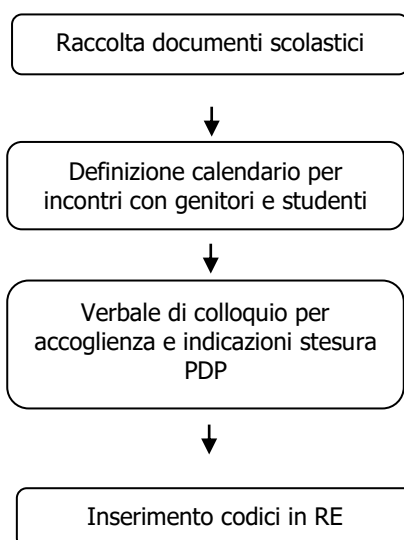 Raccolta documenti scolastici
Definizione calendario per
incontri con genitori e studenti
Verbale di colloquio per
accoglienza e indicazioni stesura
PDP
Inserimento codici in RE